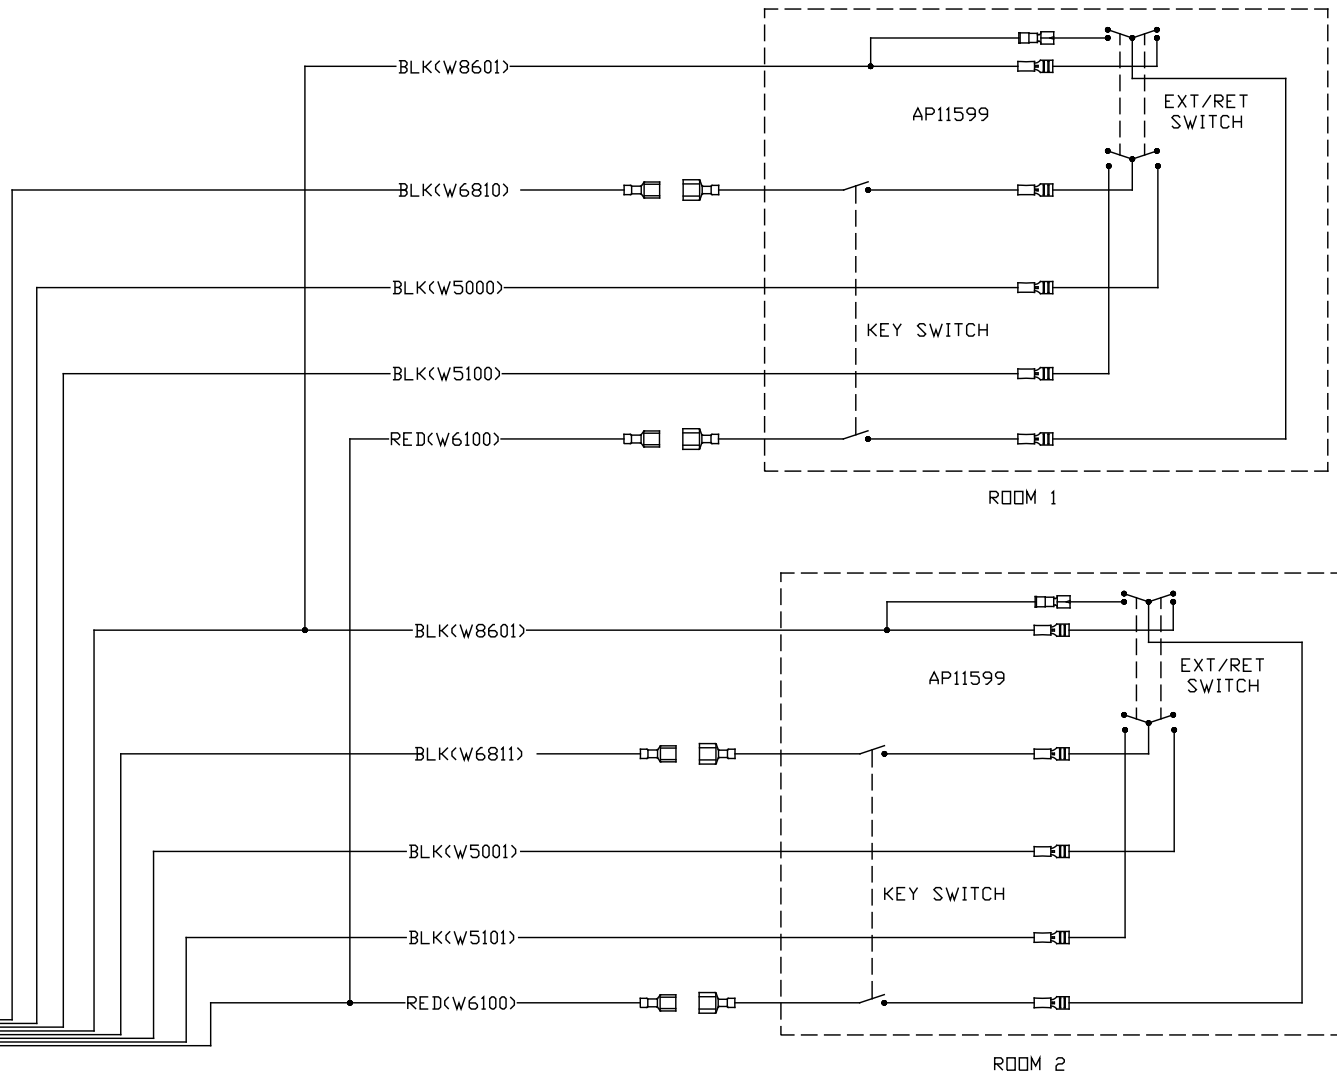 BLK(W8601)
AP11599
EXT/RET
SWITCH
BLK(W6810)
BLK(W5000)
KEY SWITCH
BLK(W5100)
RED(W6100)
ROOM 1
BLK(W8601)
AP11599
EXT/RET
SWITCH
BLK(W6811)
BLK(W5001)
KEY SWITCH
BLK(W5101)
RED(W6100)
ROOM 2